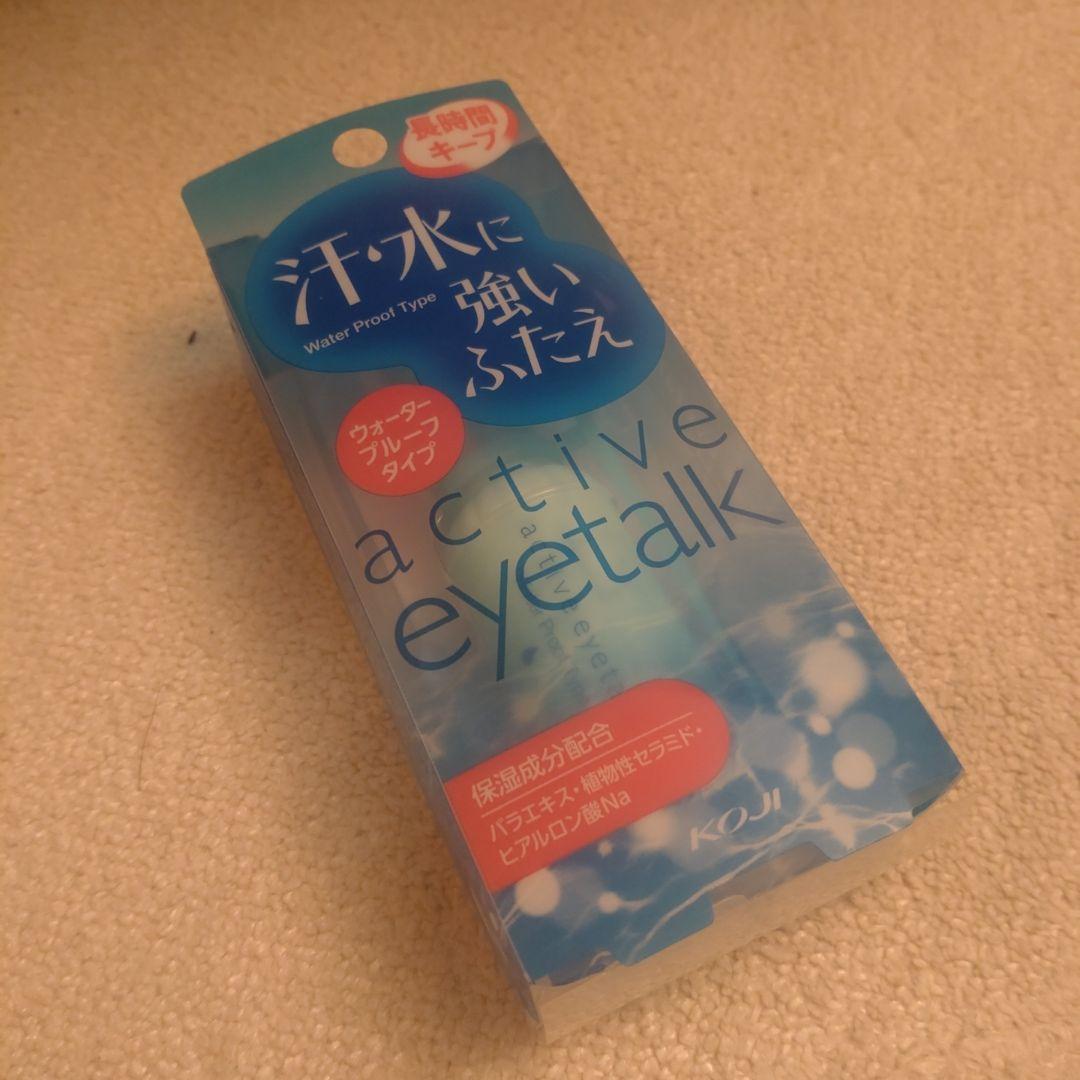 長時間
キープ
汗・水に
強い
ふたえ
Water Proof Type
ウォーター
プルーフ
タイプ
active
eyetalk
active eyeta
保湿成分配合
バラエキス・植物性セラミド・
ヒアルロン酸Na
KOJI